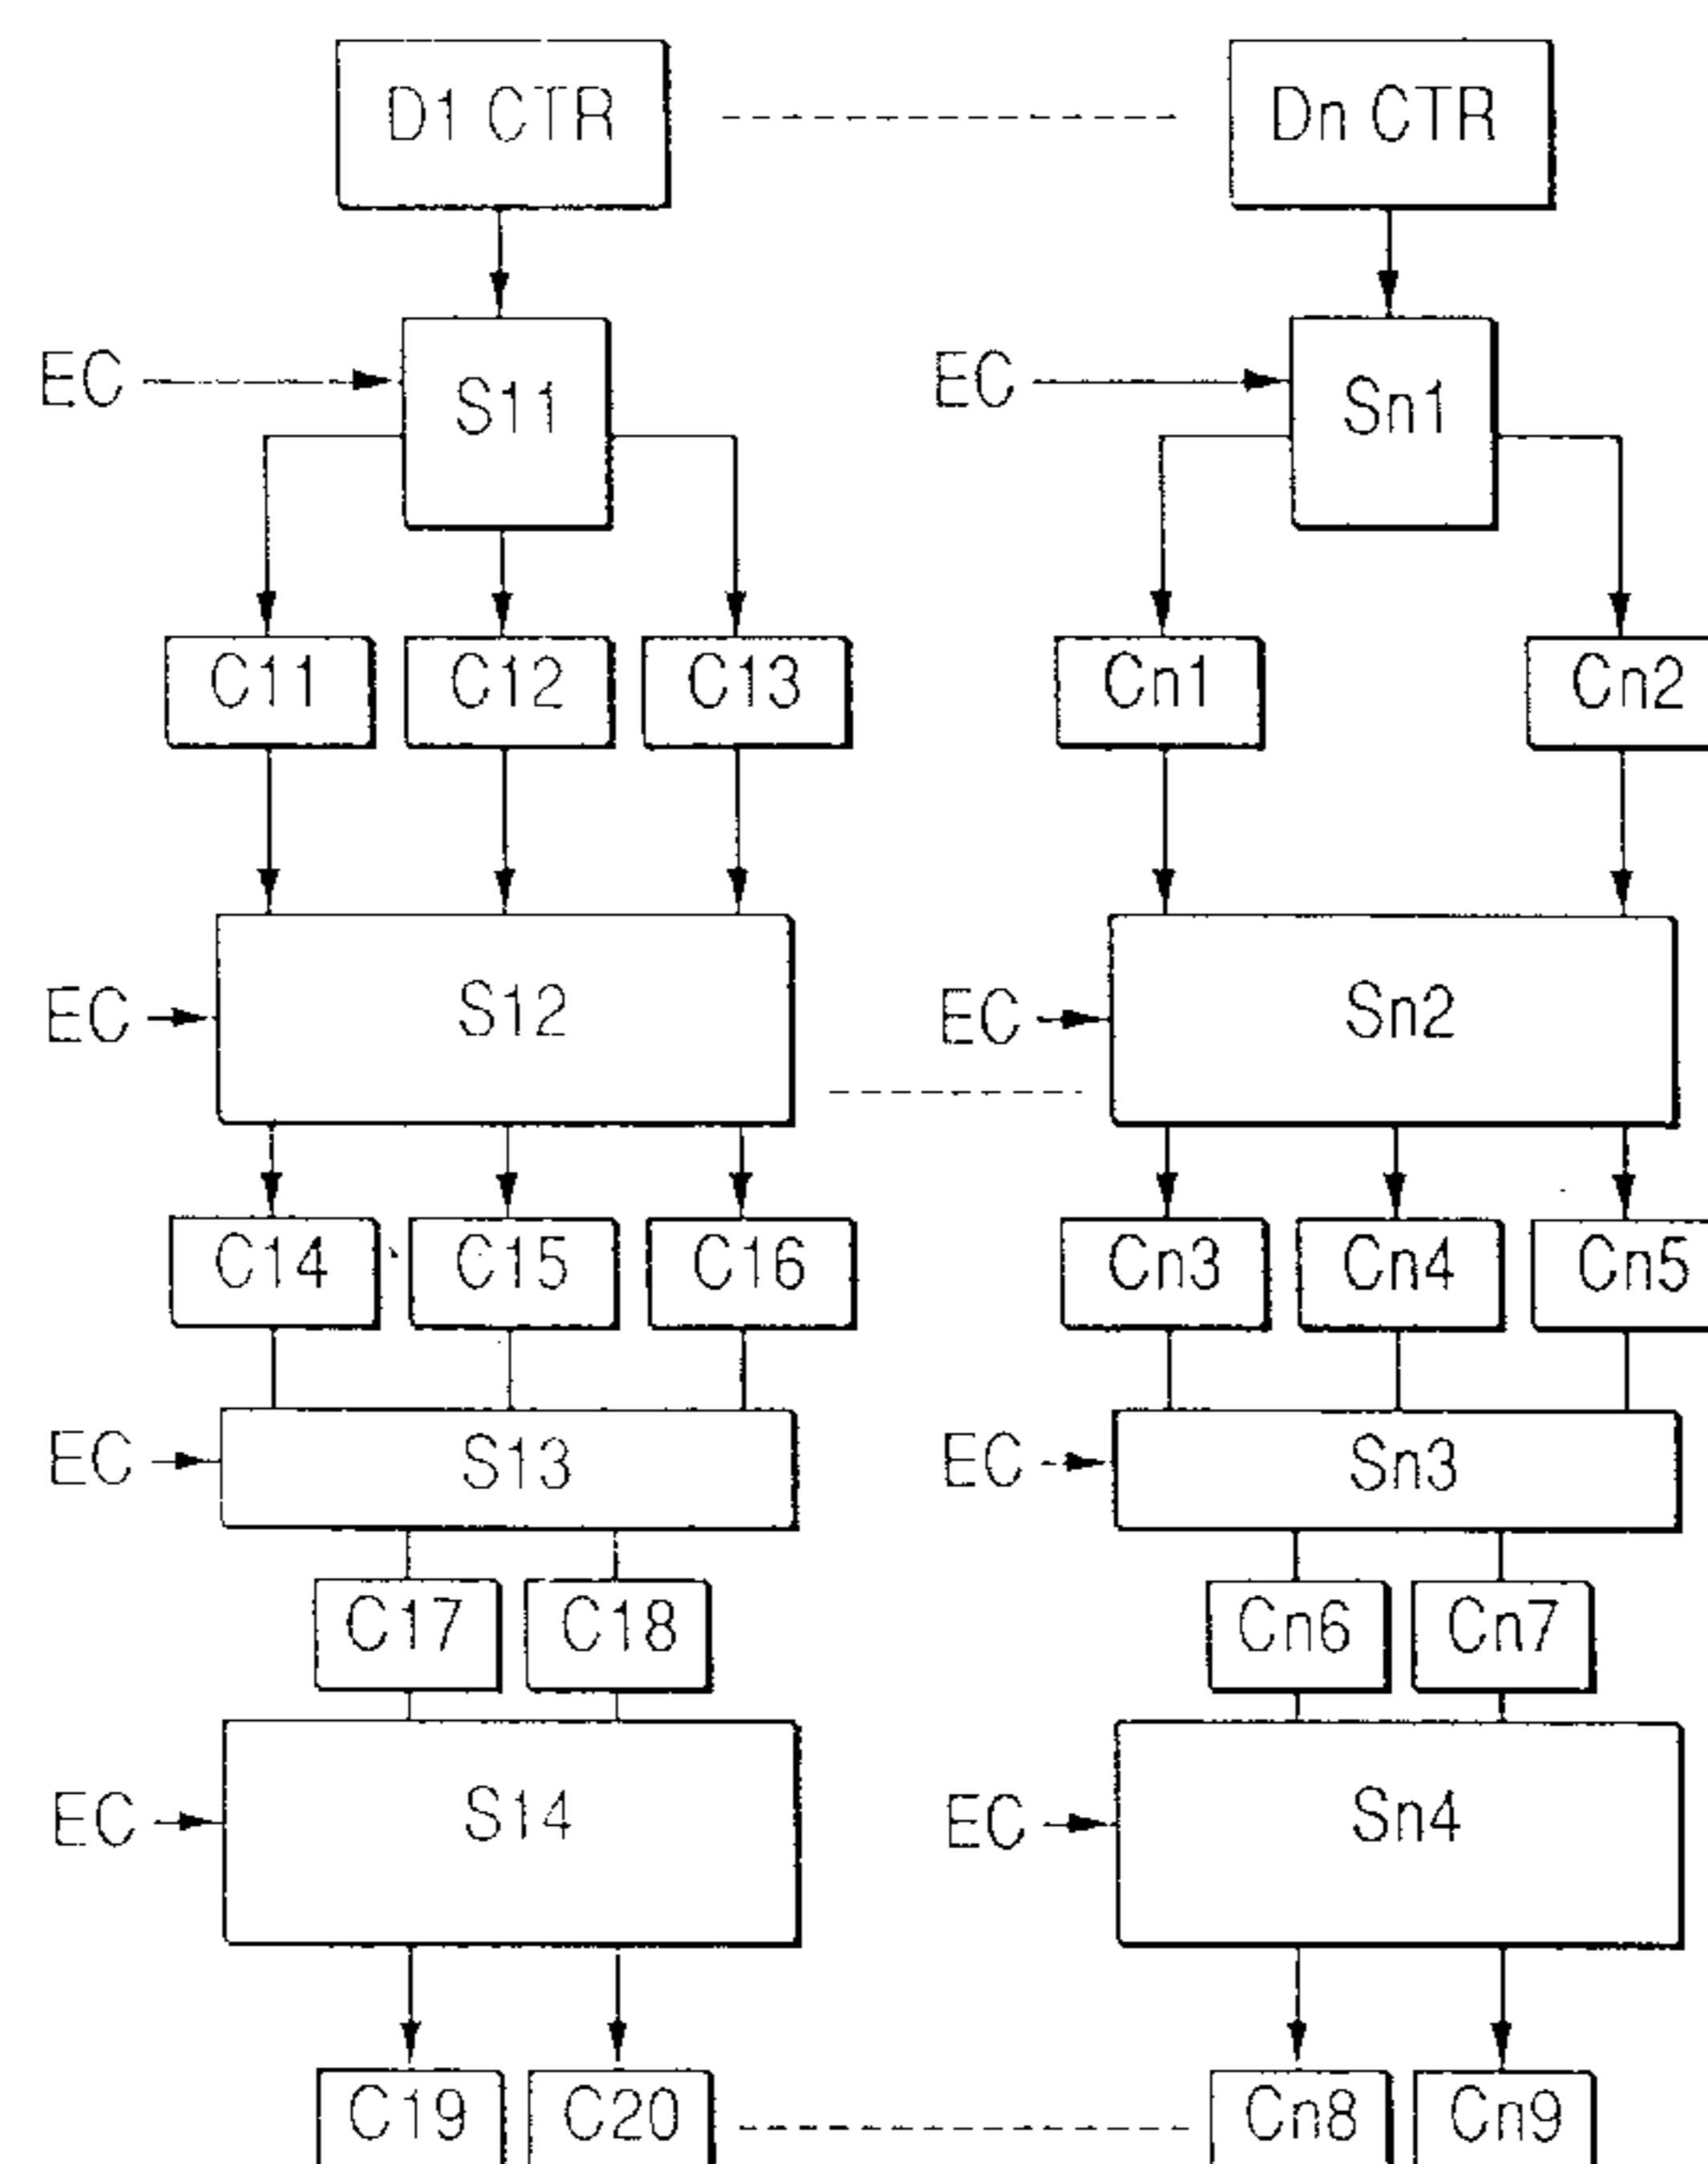 D1 CTR Dn CTR
EC S11 EC Sn1
C11 C12 C13 Cn1 Cn2
EC S12 EC Sn2
C14 C15 C16 Cn3 Cn4 Cn5
EC S13 EC Sn3
C17 C18 Cn6 Cn7
EC S14 EC Sn4
C19 C20 Cn8 Cn9